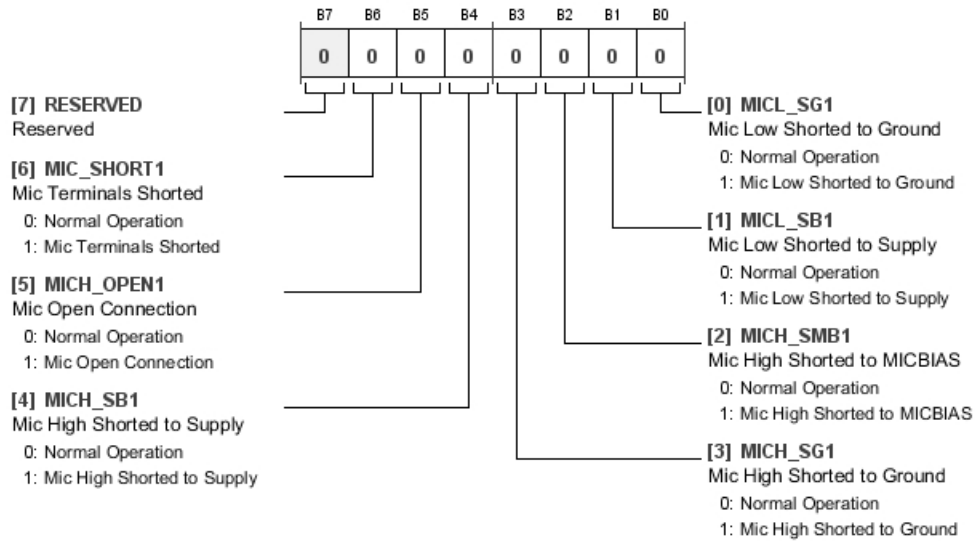 B7 B6 B5 B4 B3 B2 B1 B0
0 0 0 0 0 0 0 0
[7] RESERVED
Reserved
[6] MIC_SHORT1
Mic Terminals Shorted
0: Normal Operation
1: Mic Terminals Shorted
[5] MICH_OPEN1
Mic Open Connection
0: Normal Operation
1: Mic Open Connection
[4] MICH_SB1
Mic High Shorted to Supply
0: Normal Operation
1: Mic High Shorted to Supply
[0] MICL_SG1
Mic Low Shorted to Ground
0: Normal Operation
1: Mic Low Shorted to Ground
[1] MICL_SB1
Mic Low Shorted to Supply
0: Normal Operation
1: Mic Low Shorted to Supply
[2] MICH_SMB1
Mic High Shorted to MICBIAS
0: Normal Operation
1: Mic High Shorted to MICBIAS
[3] MICH_SG1
Mic High Shorted to Ground
0: Normal Operation
1: Mic High Shorted to Ground